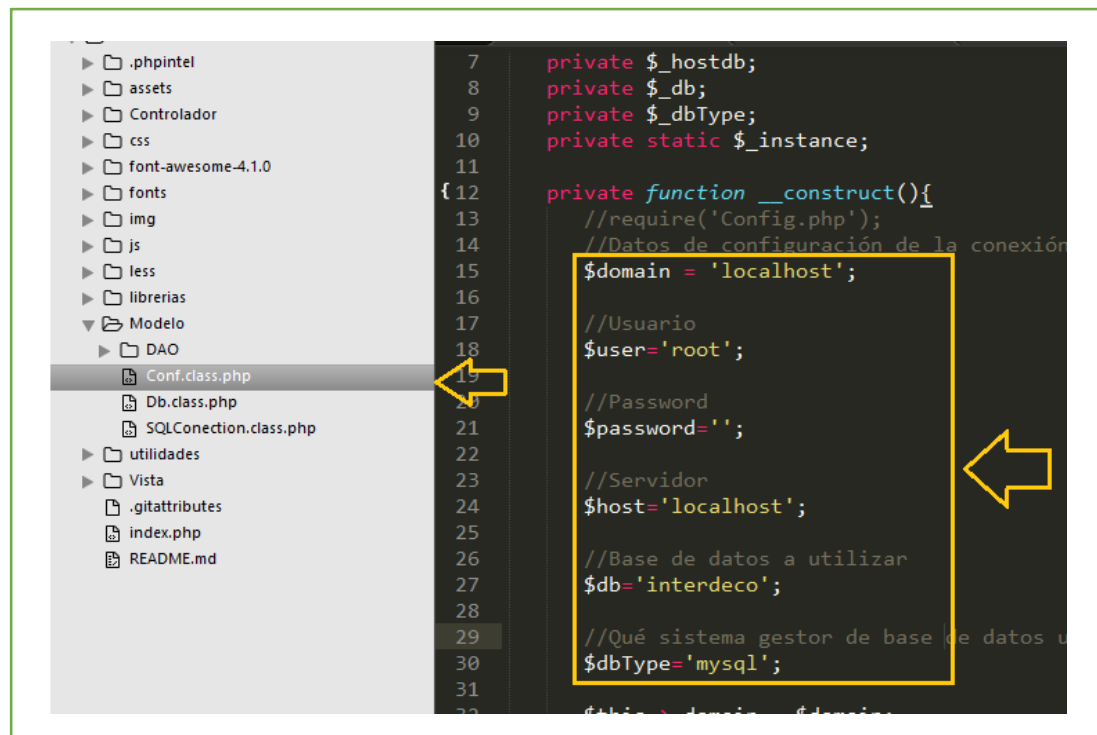 .phpintel
assets
Controlador
css
font-awesome-4.1.0
fonts
img
js
less
librerias
Modelo
DAO
Conf.class.php
Db.class.php
SQLConection.class.php
utilidades
Vista
.gitattributes
index.php
README.md
7 private $_hostdb;
8 private $_db;
9 private $_dbType;
10 private static $_instance;
11
{ 12 private function __construct(){
13 //require('Config.php');
14 //Datos de configuración de la conexión
15 $domain = 'localhost';
16
17 //Usuario
18 $user='root';
19
20 //Password
21 $password='';
22
23 //Servidor
24 $host='localhost';
25
26 //Base de datos a utilizar
27 $db='interdeco';
28
29 //Qué sistema gestor de base de datos u
30 $dbType='mysql';
31